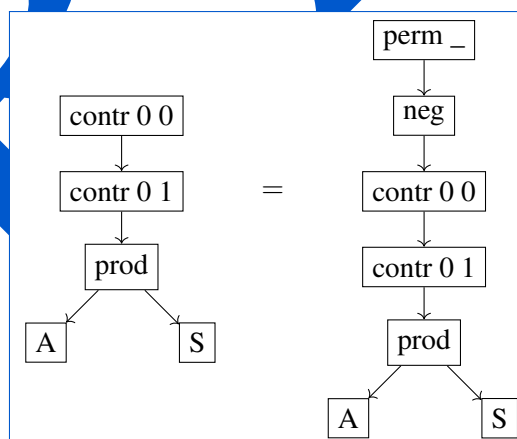 perm _
neg
contr 0 0
contr 0 0
contr 0 1
=
contr 0 1
prod
prod
A
S
A
S